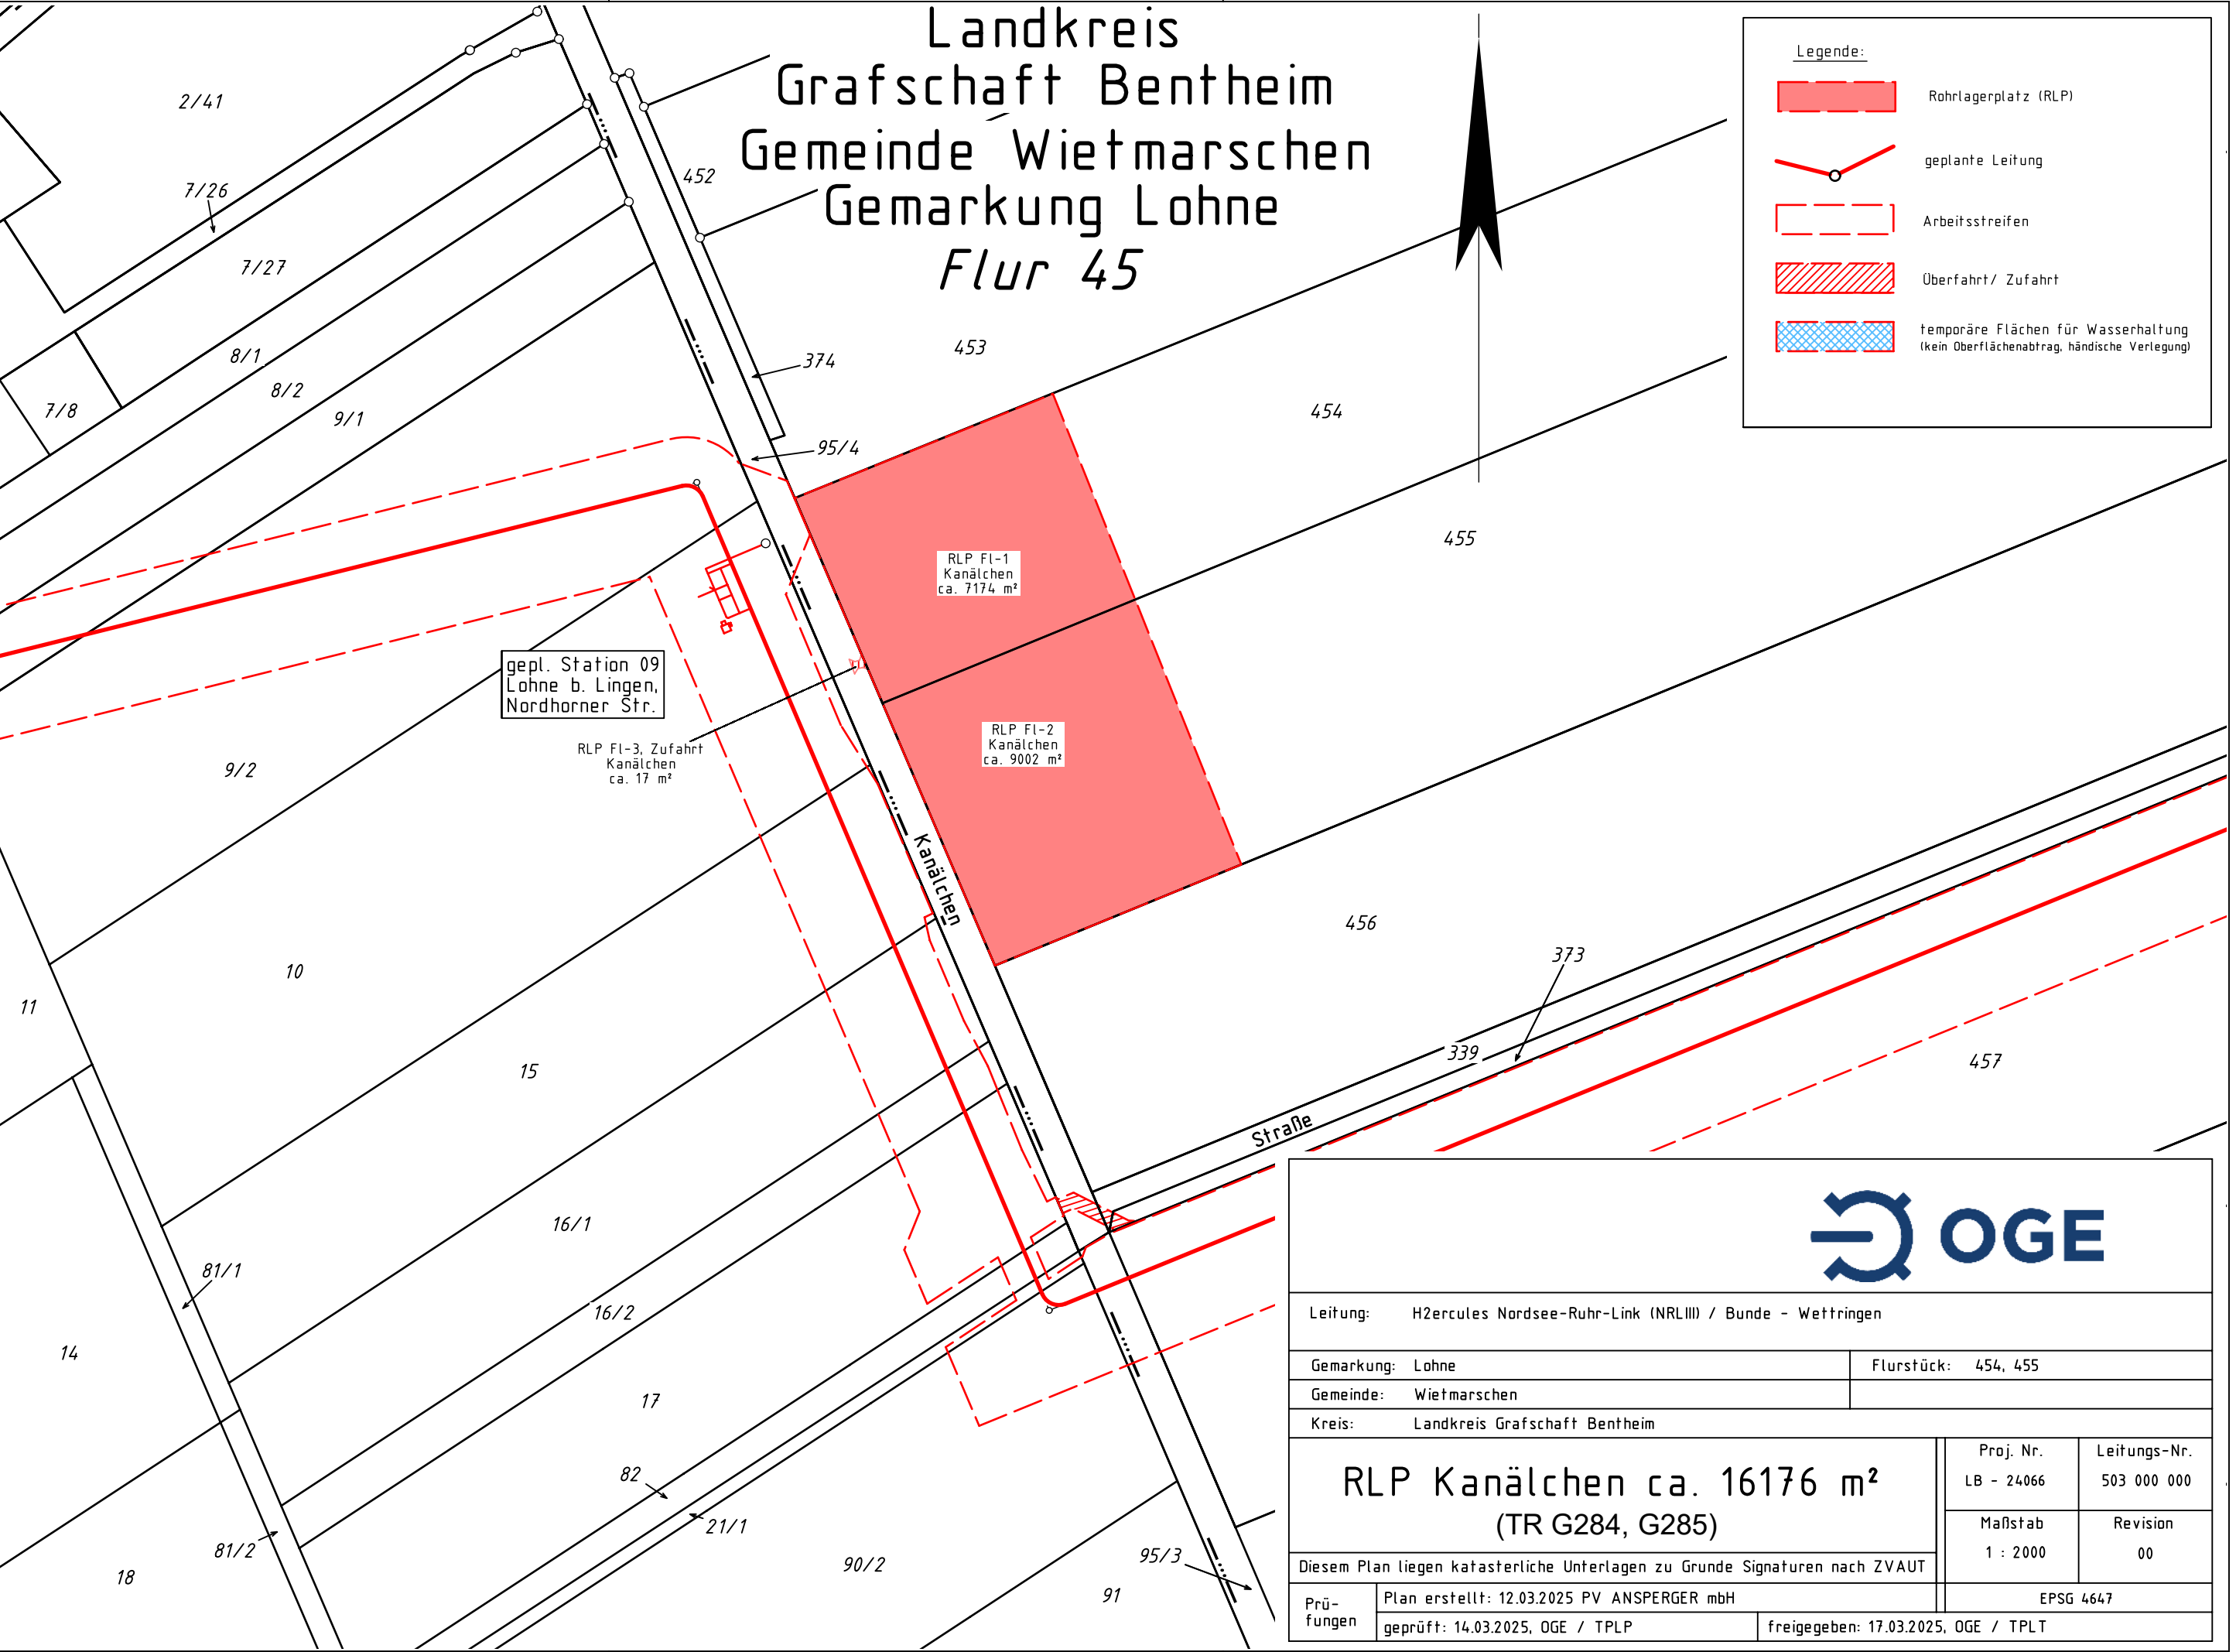 Landkreis
Grafschaft Bentheim
Gemeinde Wietmarschen
Gemarkung Lohne
Flur 45
Legende:
Rohrlagerplatz (RLP)
geplante Leitung
Arbeitsstreifen
Überfahrt/ Zufahrt
temporäre Flächen für Wasserhaltung
(kein Oberflächenabtrag, händische Verlegung)
2/41
7/26
452
7/27
453
8/1
374
8/2
7/8
9/1
454
95/4
455
RLP Fl-1
Kanälchen
ca. 7174 m²
gepl. Station 09
Lohne b. Lingen,
Nordhorner Str.
RLP Fl-2
Kanälchen
ca. 9002 m²
RLP Fl-3, Zufahrt
Kanälchen
ca. 17 m²
9/2
Kanälchen
456
373
10
11
339
457
15
Straße
16/1
81/1
16/2
14
17
82
21/1
81/2
90/2
95/3
18
91
OGE
Leitung: H2ercules Nordsee-Ruhr-Link (NRLIII) / Bunde - Wettringen
Gemarkung: Lohne Flurstück: 454, 455
Gemeinde: Wietmarschen
Kreis: Landkreis Grafschaft Bentheim
RLP Kanälchen ca. 16176 m²
(TR G284, G285)
Proj. Nr. Leitungs-Nr.
LB - 24066 503 000 000
Maßstab Revision
1 : 2000 00
Diesem Plan liegen katasterliche Unterlagen zu Grunde Signaturen nach ZVAUT
Prü-
fungen
Plan erstellt: 12.03.2025 PV ANSPERGER mbH
EPSG 4647
geprüft: 14.03.2025, OGE / TPLP
freigegeben: 17.03.2025, OGE / TPLT